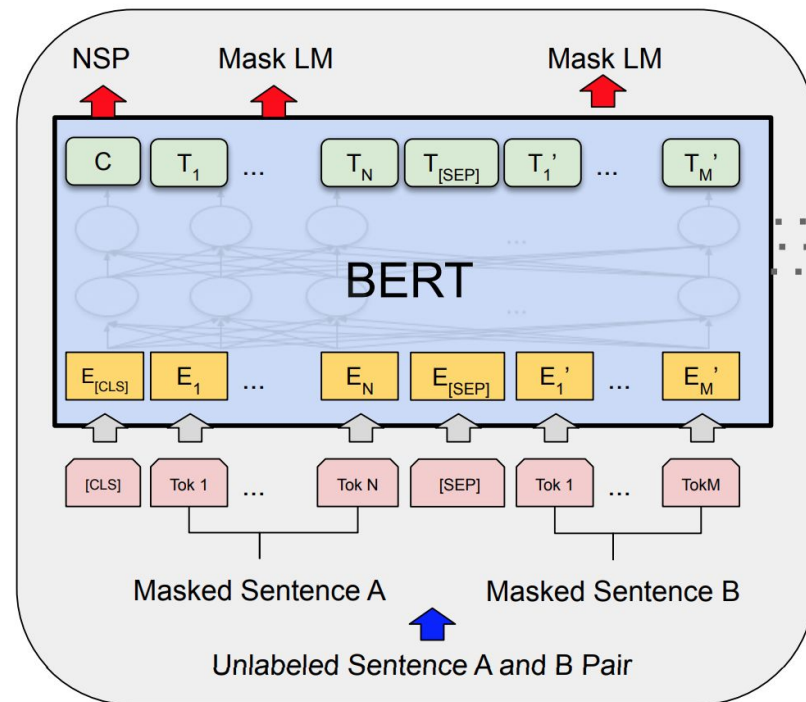 NSP Mask LM Mask LM
C T1 ... TN T[SEP] T1' ... TM'
...
BERT
...
E[CLS] E1 ... EN E[SEP] E1' ... EM'
[CLS] Tok 1 ... Tok N [SEP] Tok 1 ... TokM
Masked Sentence A Masked Sentence B
Unlabeled Sentence A and B Pair